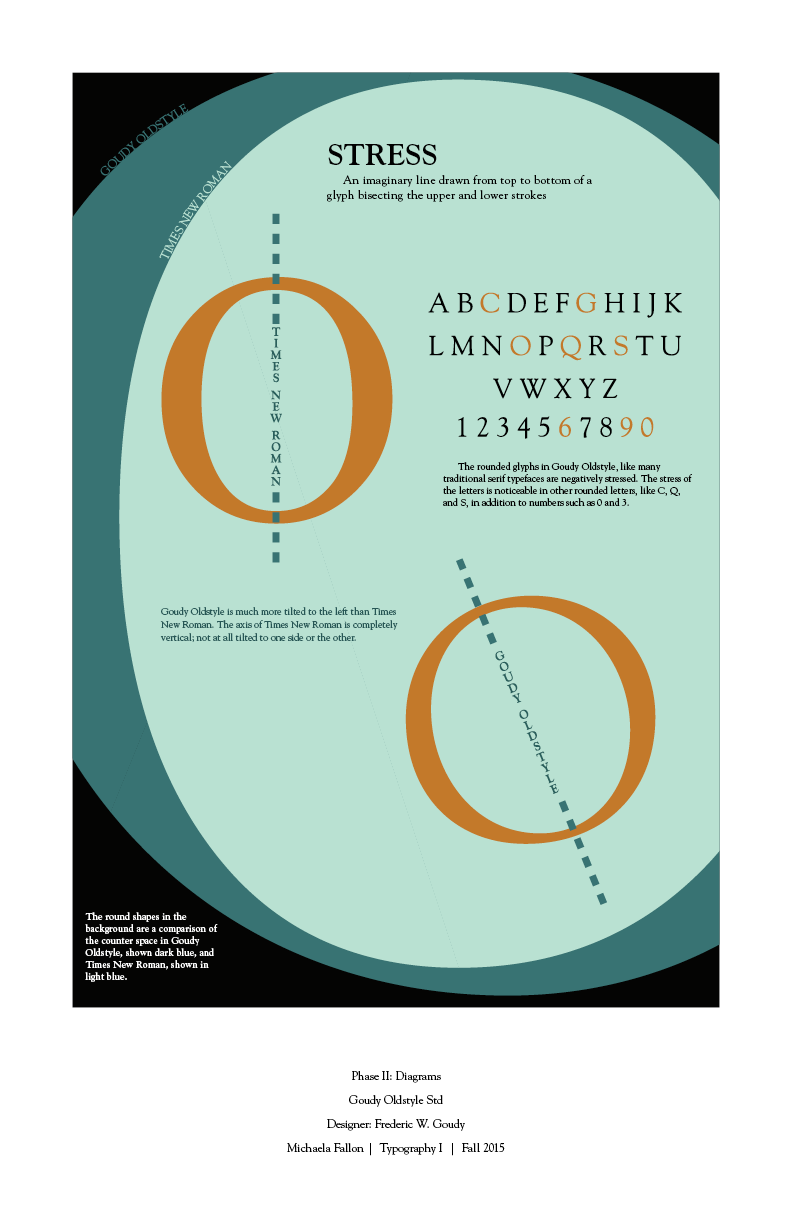 GOUDY OLDSTYLE
TIMES NEW ROMAN
STRESS
An imaginary line drawn from top to bottom of a
glyph bisecting the upper and lower strokes
O
TIMES NEW ROMAN
A B C D E F G H I J K
L M N O P Q R S T U
V W X Y Z
1 2 3 4 5 6 7 8 9 0
The rounded glyphs in Goudy Oldstyle, like many
traditional serif typefaces are negatively stressed. The stress of
the letters is noticeable in other rounded letters, like C, Q,
and S, in addition to numbers such as 0 and 3.
Goudy Oldstyle is much more tilted to the left than Times
New Roman. The axis of Times New Roman is completely
vertical; not at all tilted to one side or the other.
O
GOUDY OLDSTYLE
The round shapes in the
background are a comparison of
the counter space in Goudy
Oldstyle, shown dark blue, and
Times New Roman, shown in
light blue.
Phase II: Diagrams
Goudy Oldstyle Std
Designer: Frederic W. Goudy
Michaela Fallon | Typography I | Fall 2015